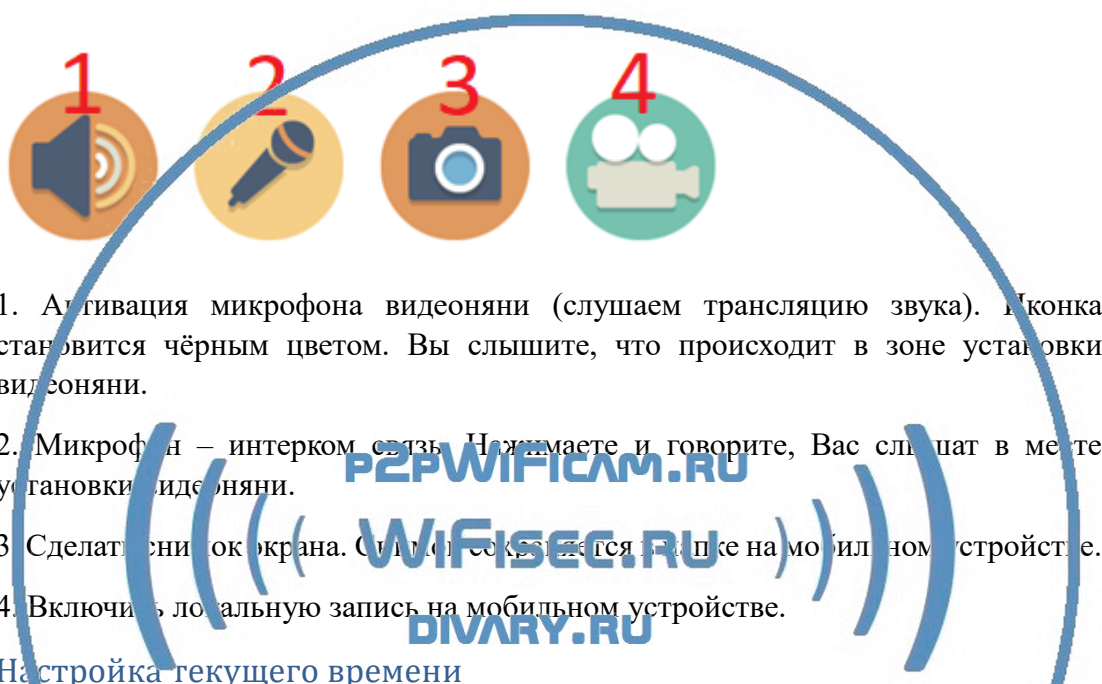 1 2 3 4
1. Активация микрофона видеоняни (слушаем трансляцию звука). Иконка
становится чёрным цветом. Вы слышите, что происходит в зоне установки
видеоняни.
2. Микрофон – интерком связь. Нажимаете и говорите, Вас слышат в месте
установки видеоняни.
P2PWIFICAM.RU
3. Сделать снимок экрана. Снимок сохраняется в папке на мобильном устройстве.
WIFISEC.RU
4. Включить локальную запись на мобильном устройстве.
DIVARY.RU
Настройка текущего времени